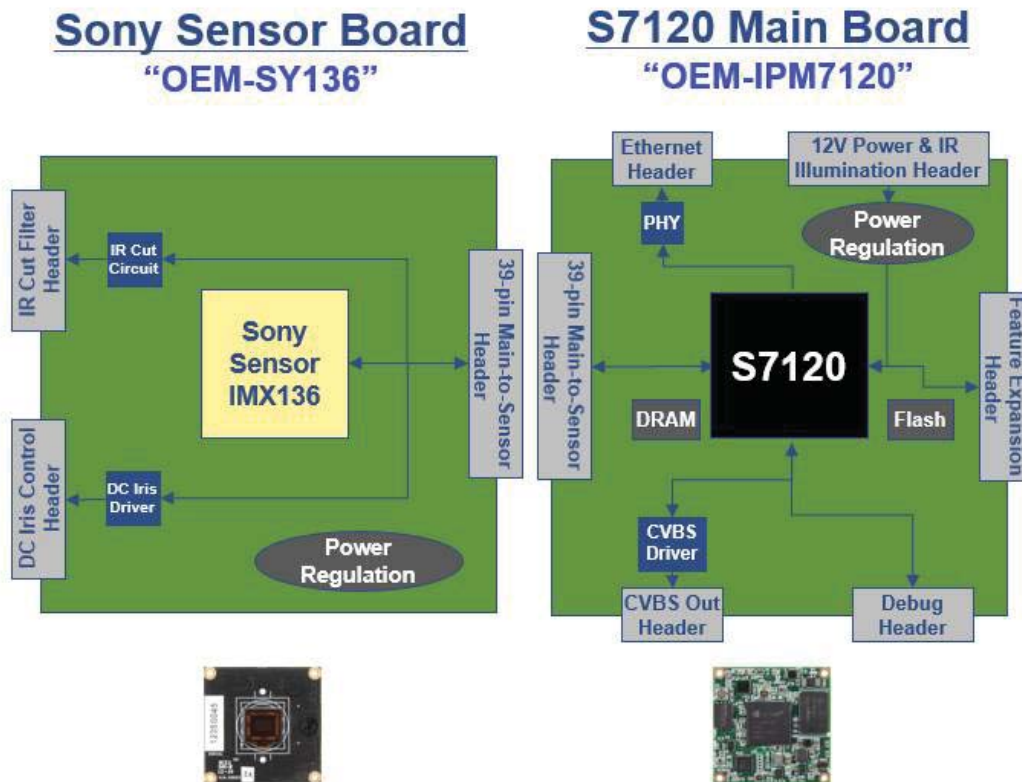 Sony Sensor Board
“OEM-SY136”
IR Cut Filter
Header
IR Cut
Circuit
Sony
Sensor
IMX136
39-pin Main-to-Sensor
Header
DC Iris Control
Header
DC Iris
Driver
Power
Regulation
S7120 Main Board
“OEM-IPM7120”
Ethernet
Header
12V Power & IR
Illumination Header
PHY
Power
Regulation
39-pin Main-to-Sensor
Header
S7120
DRAM
Flash
Feature Expansion
Header
CVBS
Driver
CVBS Out
Header
Debug
Header
12350045